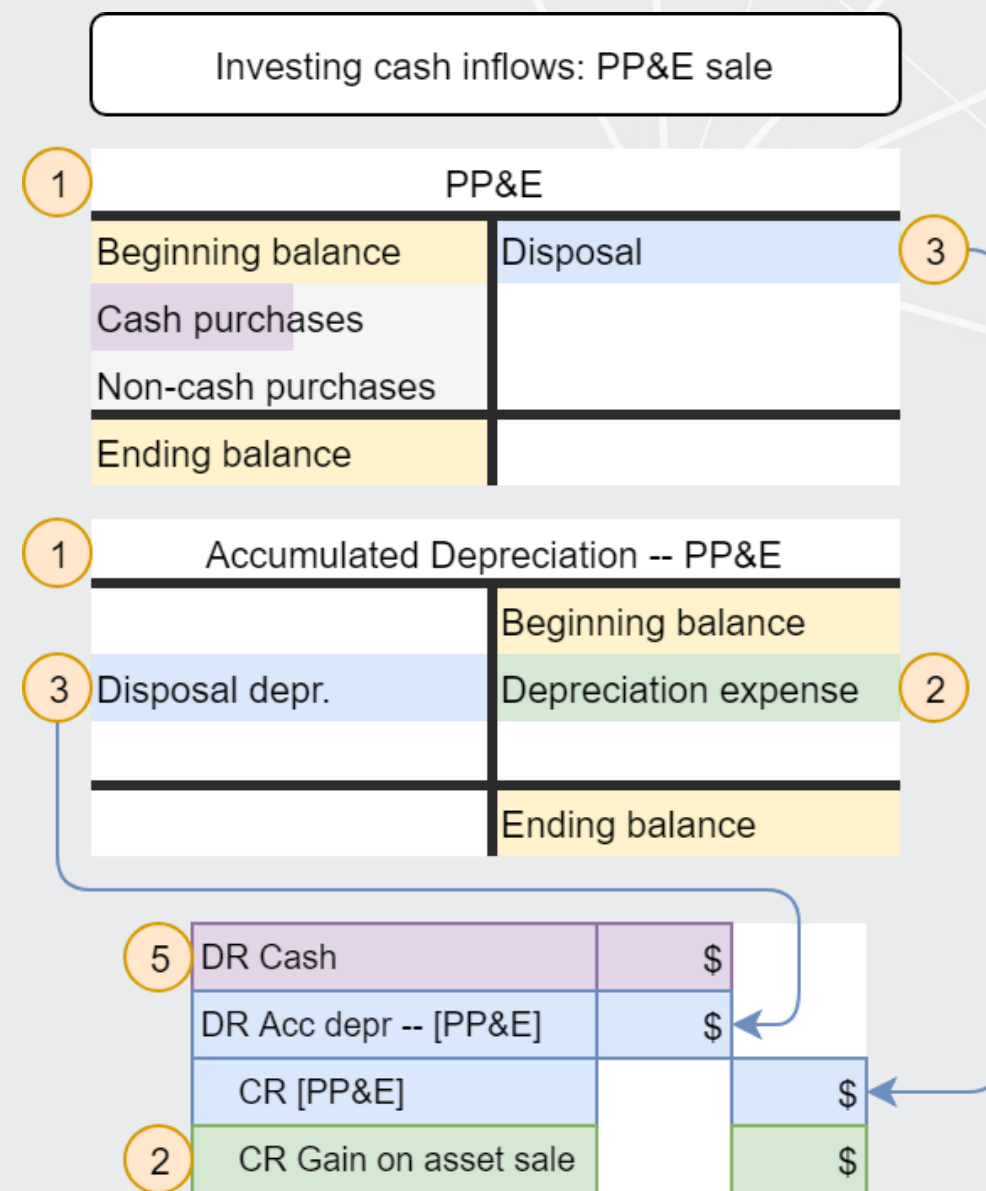 Investing cash inflows: PP&E sale
1
PP&E
Beginning balance
Disposal
3
Cash purchases
Non-cash purchases
Ending balance
1
Accumulated Depreciation -- PP&E
Beginning balance
3
Disposal depr.
Depreciation expense
2
Ending balance
5
DR Cash
$
DR Acc depr -- [PP&E]
$
CR [PP&E]
$
2
CR Gain on asset sale
$